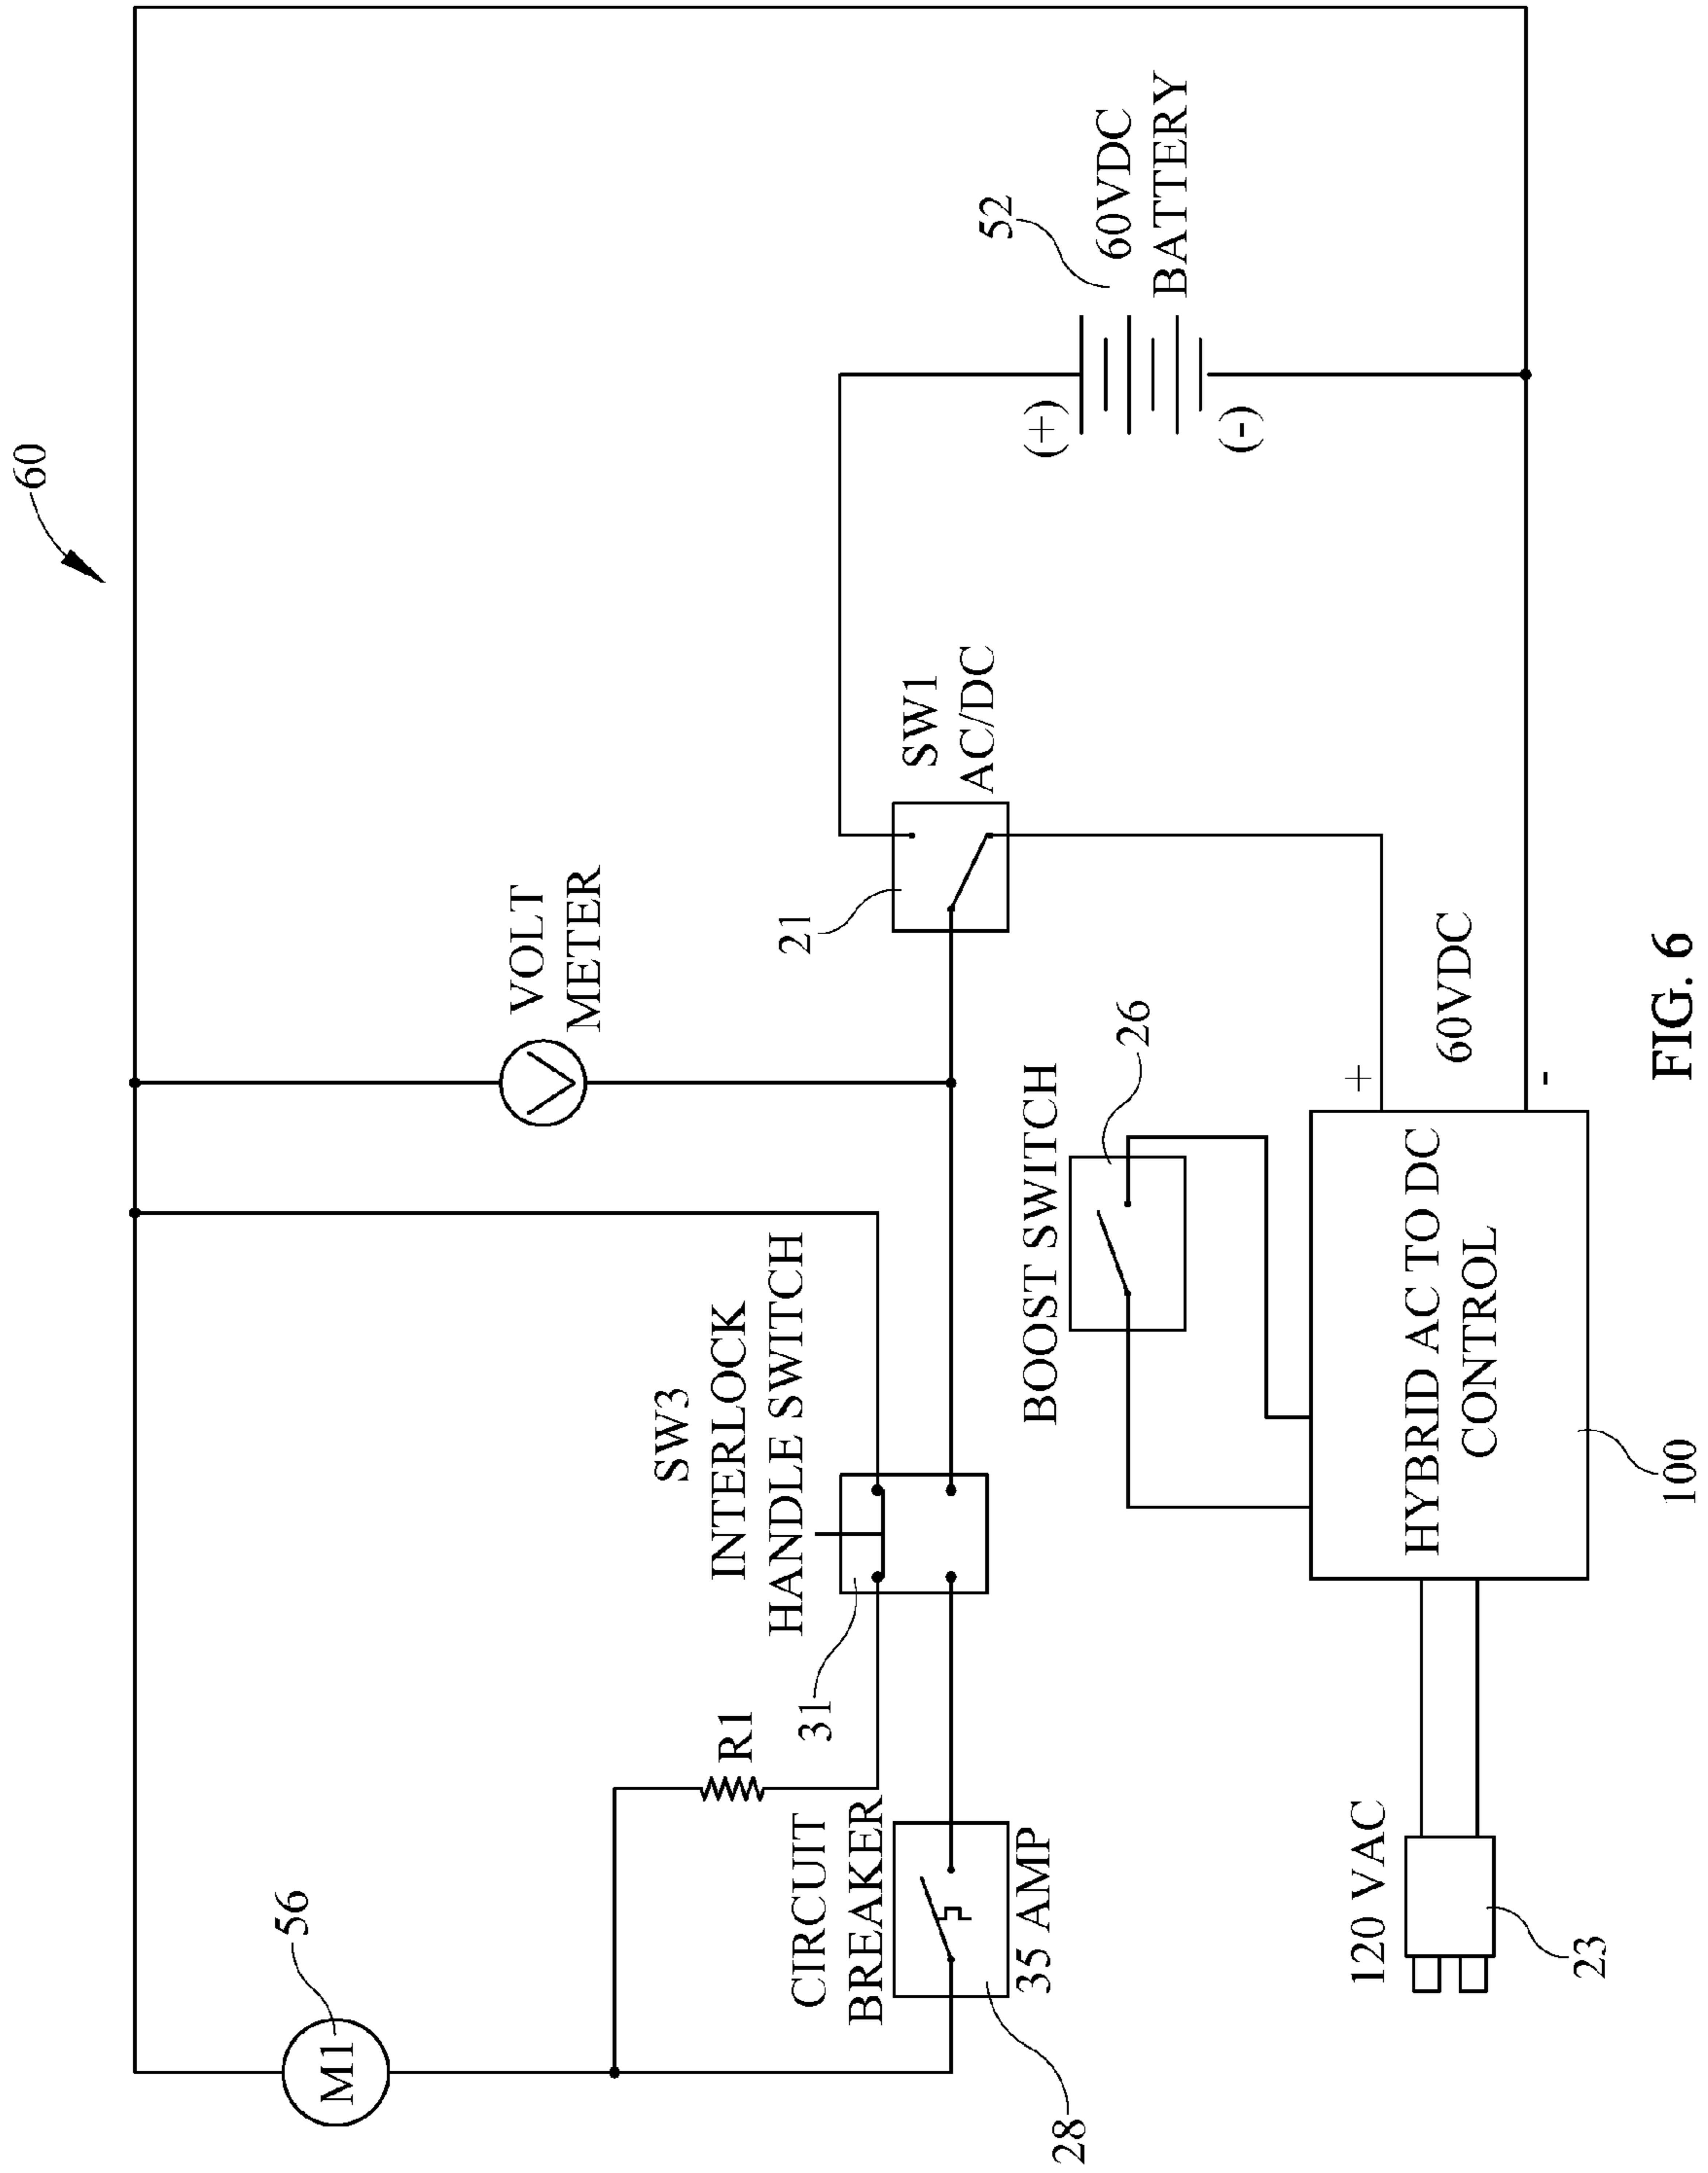 60
M1
56
VOLT
METER
SW3
INTERLOCK
HANDLE SWITCH
31
R1
CIRCUIT
BREAKER
35 AMP
28
21
SW1
AC/DC
52
60VDC
BATTERY
(+)
(-)
BOOST SWITCH
26
120 VAC
23
HYBRID AC TO DC
CONTROL
100
+
60VDC
-
FIG. 6